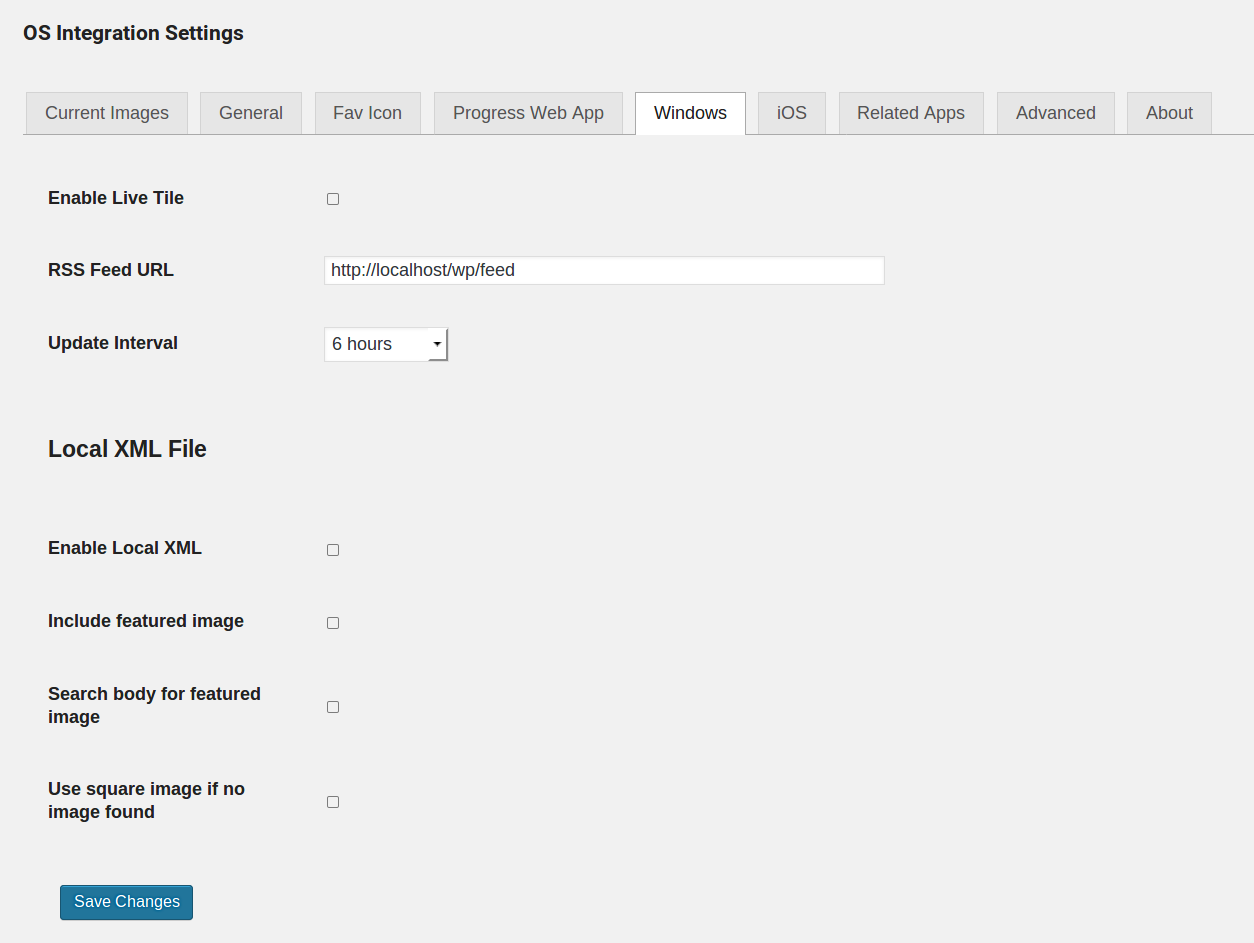 OS Integration Settings
Current Images General Fav Icon Progress Web App Windows iOS Related Apps Advanced About
Enable Live Tile
RSS Feed URL http://localhost/wp/feed
Update Interval 6 hours
Local XML File
Enable Local XML
Include featured image
Search body for featured
image
Use square image if no
image found
Save Changes